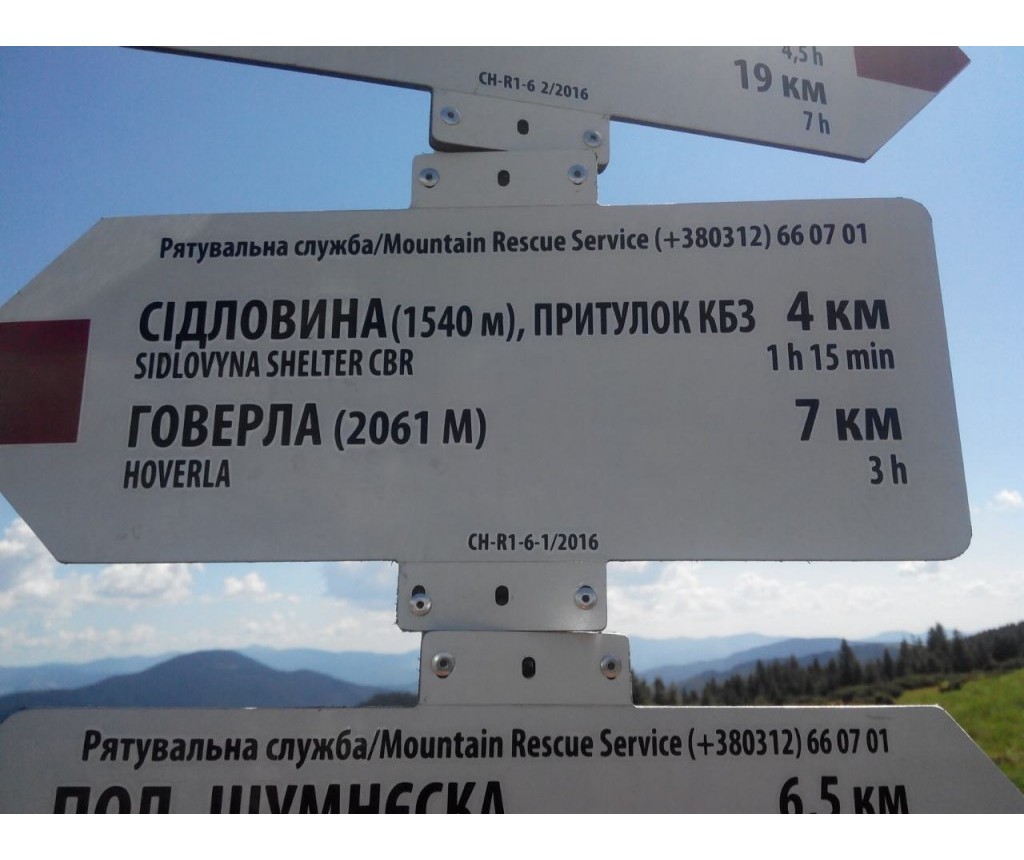 4,5 h
19 км
7 h
CH-R1-6 2/2016
Рятувальна служба/Mountain Rescue Service (+380312) 66 07 01
СІДЛОВИНА (1540 м), ПРИТУЛОК КБЗ 4 км
SIDLOVYNA SHELTER CBR 1 h 15 min
ГОВЕРЛА (2061 М) 7 км
HOVERLA 3 h
CH-R1-6-1/2016
Рятувальна служба/Mountain Rescue Service (+380312) 66 07 01
ПОЛ. ШУМНЄСКА 6,5 км